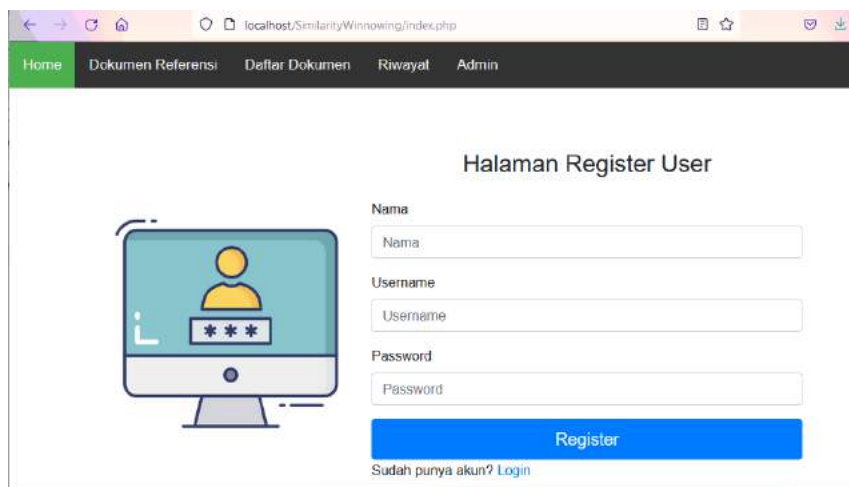 localhost/SimilarityWinnowing/index.php
Home Dokumen Referensi Daftar Dokumen Riwayat Admin
Halaman Register User
Nama
Nama
Username
Username
***
Password
Password
Register
Sudah punya akun? Login